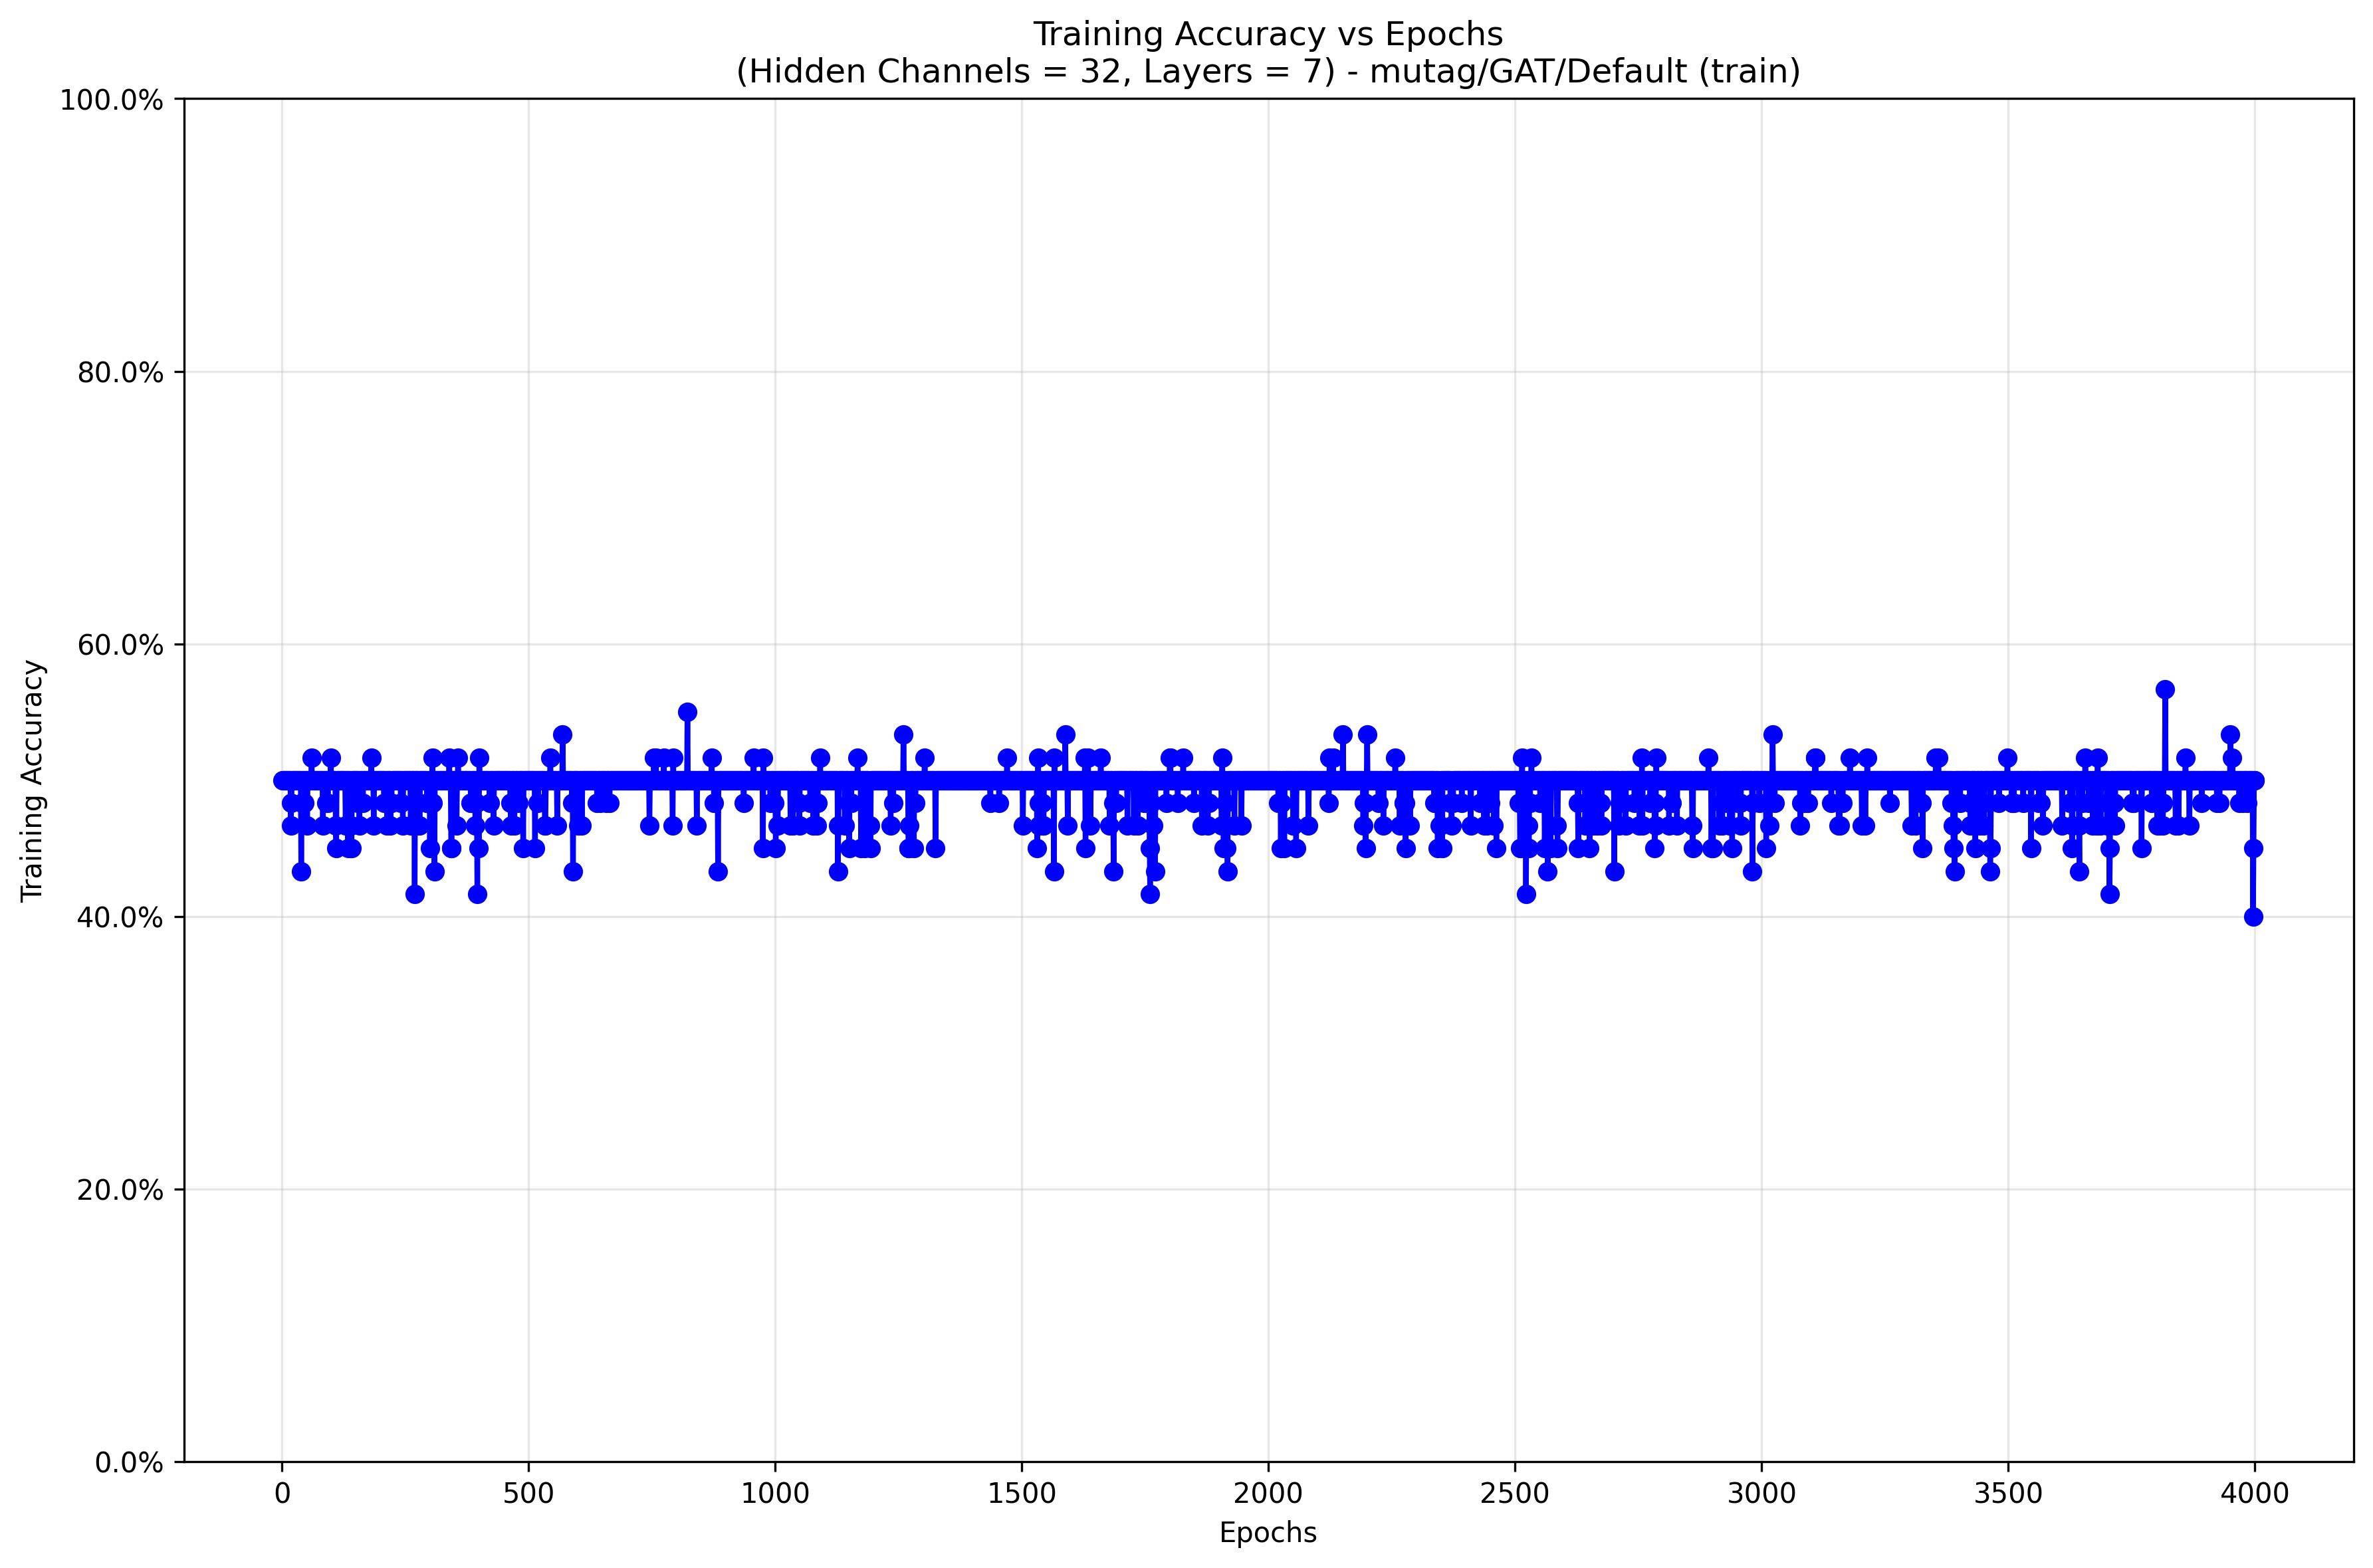 Training Accuracy vs Epochs
(Hidden Channels = 32, Layers = 7) - mutag/GAT/Default (train)
100.0%
80.0%
60.0%
40.0%
20.0%
0.0%
Training Accuracy
0 500 1000 1500 2000 2500 3000 3500 4000
Epochs